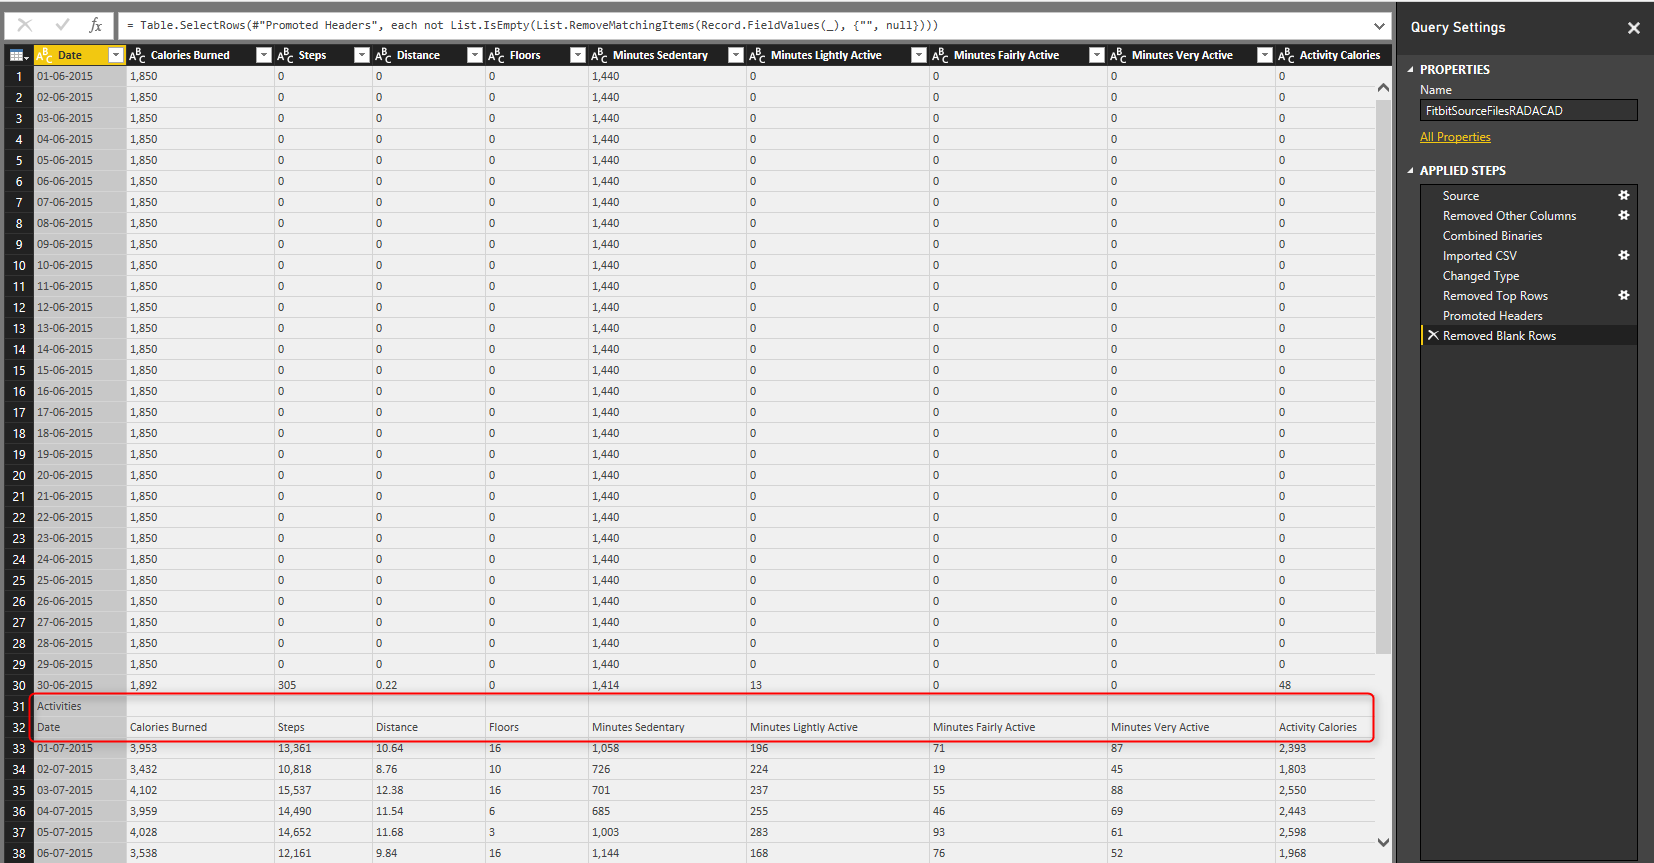 fx = Table.SelectRows(#"Promoted Headers", each not List.IsEmpty(List.RemoveMatchingItems(Record.FieldValues(_), {"", null})))
ABC Date ABC Calories Burned ABC Steps ABC Distance ABC Floors ABC Minutes Sedentary ABC Minutes Lightly Active ABC Minutes Fairly Active ABC Minutes Very Active ABC Activity Calories
1 01-06-2015 1,850 0 0 0 1,440 0 0 0 0
2 02-06-2015 1,850 0 0 0 1,440 0 0 0 0
3 03-06-2015 1,850 0 0 0 1,440 0 0 0 0
4 04-06-2015 1,850 0 0 0 1,440 0 0 0 0
5 05-06-2015 1,850 0 0 0 1,440 0 0 0 0
6 06-06-2015 1,850 0 0 0 1,440 0 0 0 0
7 07-06-2015 1,850 0 0 0 1,440 0 0 0 0
8 08-06-2015 1,850 0 0 0 1,440 0 0 0 0
9 09-06-2015 1,850 0 0 0 1,440 0 0 0 0
10 10-06-2015 1,850 0 0 0 1,440 0 0 0 0
11 11-06-2015 1,850 0 0 0 1,440 0 0 0 0
12 12-06-2015 1,850 0 0 0 1,440 0 0 0 0
13 13-06-2015 1,850 0 0 0 1,440 0 0 0 0
14 14-06-2015 1,850 0 0 0 1,440 0 0 0 0
15 15-06-2015 1,850 0 0 0 1,440 0 0 0 0
16 16-06-2015 1,850 0 0 0 1,440 0 0 0 0
17 17-06-2015 1,850 0 0 0 1,440 0 0 0 0
18 18-06-2015 1,850 0 0 0 1,440 0 0 0 0
19 19-06-2015 1,850 0 0 0 1,440 0 0 0 0
20 20-06-2015 1,850 0 0 0 1,440 0 0 0 0
21 21-06-2015 1,850 0 0 0 1,440 0 0 0 0
22 22-06-2015 1,850 0 0 0 1,440 0 0 0 0
23 23-06-2015 1,850 0 0 0 1,440 0 0 0 0
24 24-06-2015 1,850 0 0 0 1,440 0 0 0 0
25 25-06-2015 1,850 0 0 0 1,440 0 0 0 0
26 26-06-2015 1,850 0 0 0 1,440 0 0 0 0
27 27-06-2015 1,850 0 0 0 1,440 0 0 0 0
28 28-06-2015 1,850 0 0 0 1,440 0 0 0 0
29 29-06-2015 1,850 0 0 0 1,440 0 0 0 0
30 30-06-2015 1,892 305 0.22 0 1,414 13 0 0 48
31 Activities
32 Date Calories Burned Steps Distance Floors Minutes Sedentary Minutes Lightly Active Minutes Fairly Active Minutes Very Active Activity Calories
33 01-07-2015 3,953 13,361 10.64 16 1,058 196 71 87 2,393
34 02-07-2015 3,432 10,818 8.76 10 726 224 19 45 1,803
35 03-07-2015 4,102 15,537 12.38 16 701 237 55 88 2,550
36 04-07-2015 3,959 14,490 11.54 6 685 255 46 69 2,443
37 05-07-2015 4,028 14,652 11.68 3 1,003 283 93 61 2,598
38 06-07-2015 3,538 12,161 9.84 16 1,144 168 76 52 1,968
Query Settings
PROPERTIES
Name
FitbitSourceFilesRADACAD
All Properties
APPLIED STEPS
Source
Removed Other Columns
Combined Binaries
Imported CSV
Changed Type
Removed Top Rows
Promoted Headers
Removed Blank Rows